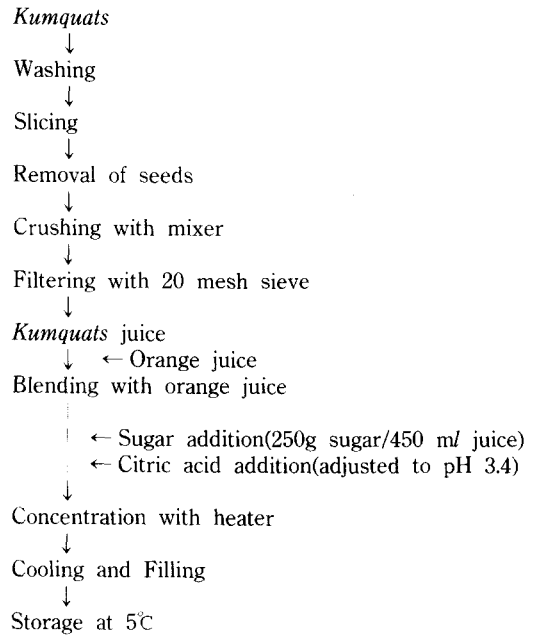 Kumquats
↓
Washing
↓
Slicing
↓
Removal of seeds
↓
Crushing with mixer
↓
Filtering with 20 mesh sieve
↓
Kumquats juice
↓ ← Orange juice
Blending with orange juice
← Sugar addition(250g sugar/450 ml juice)
← Citric acid addition(adjusted to pH 3.4)
↓
Concentration with heater
↓
Cooling and Filling
↓
Storage at 5℃